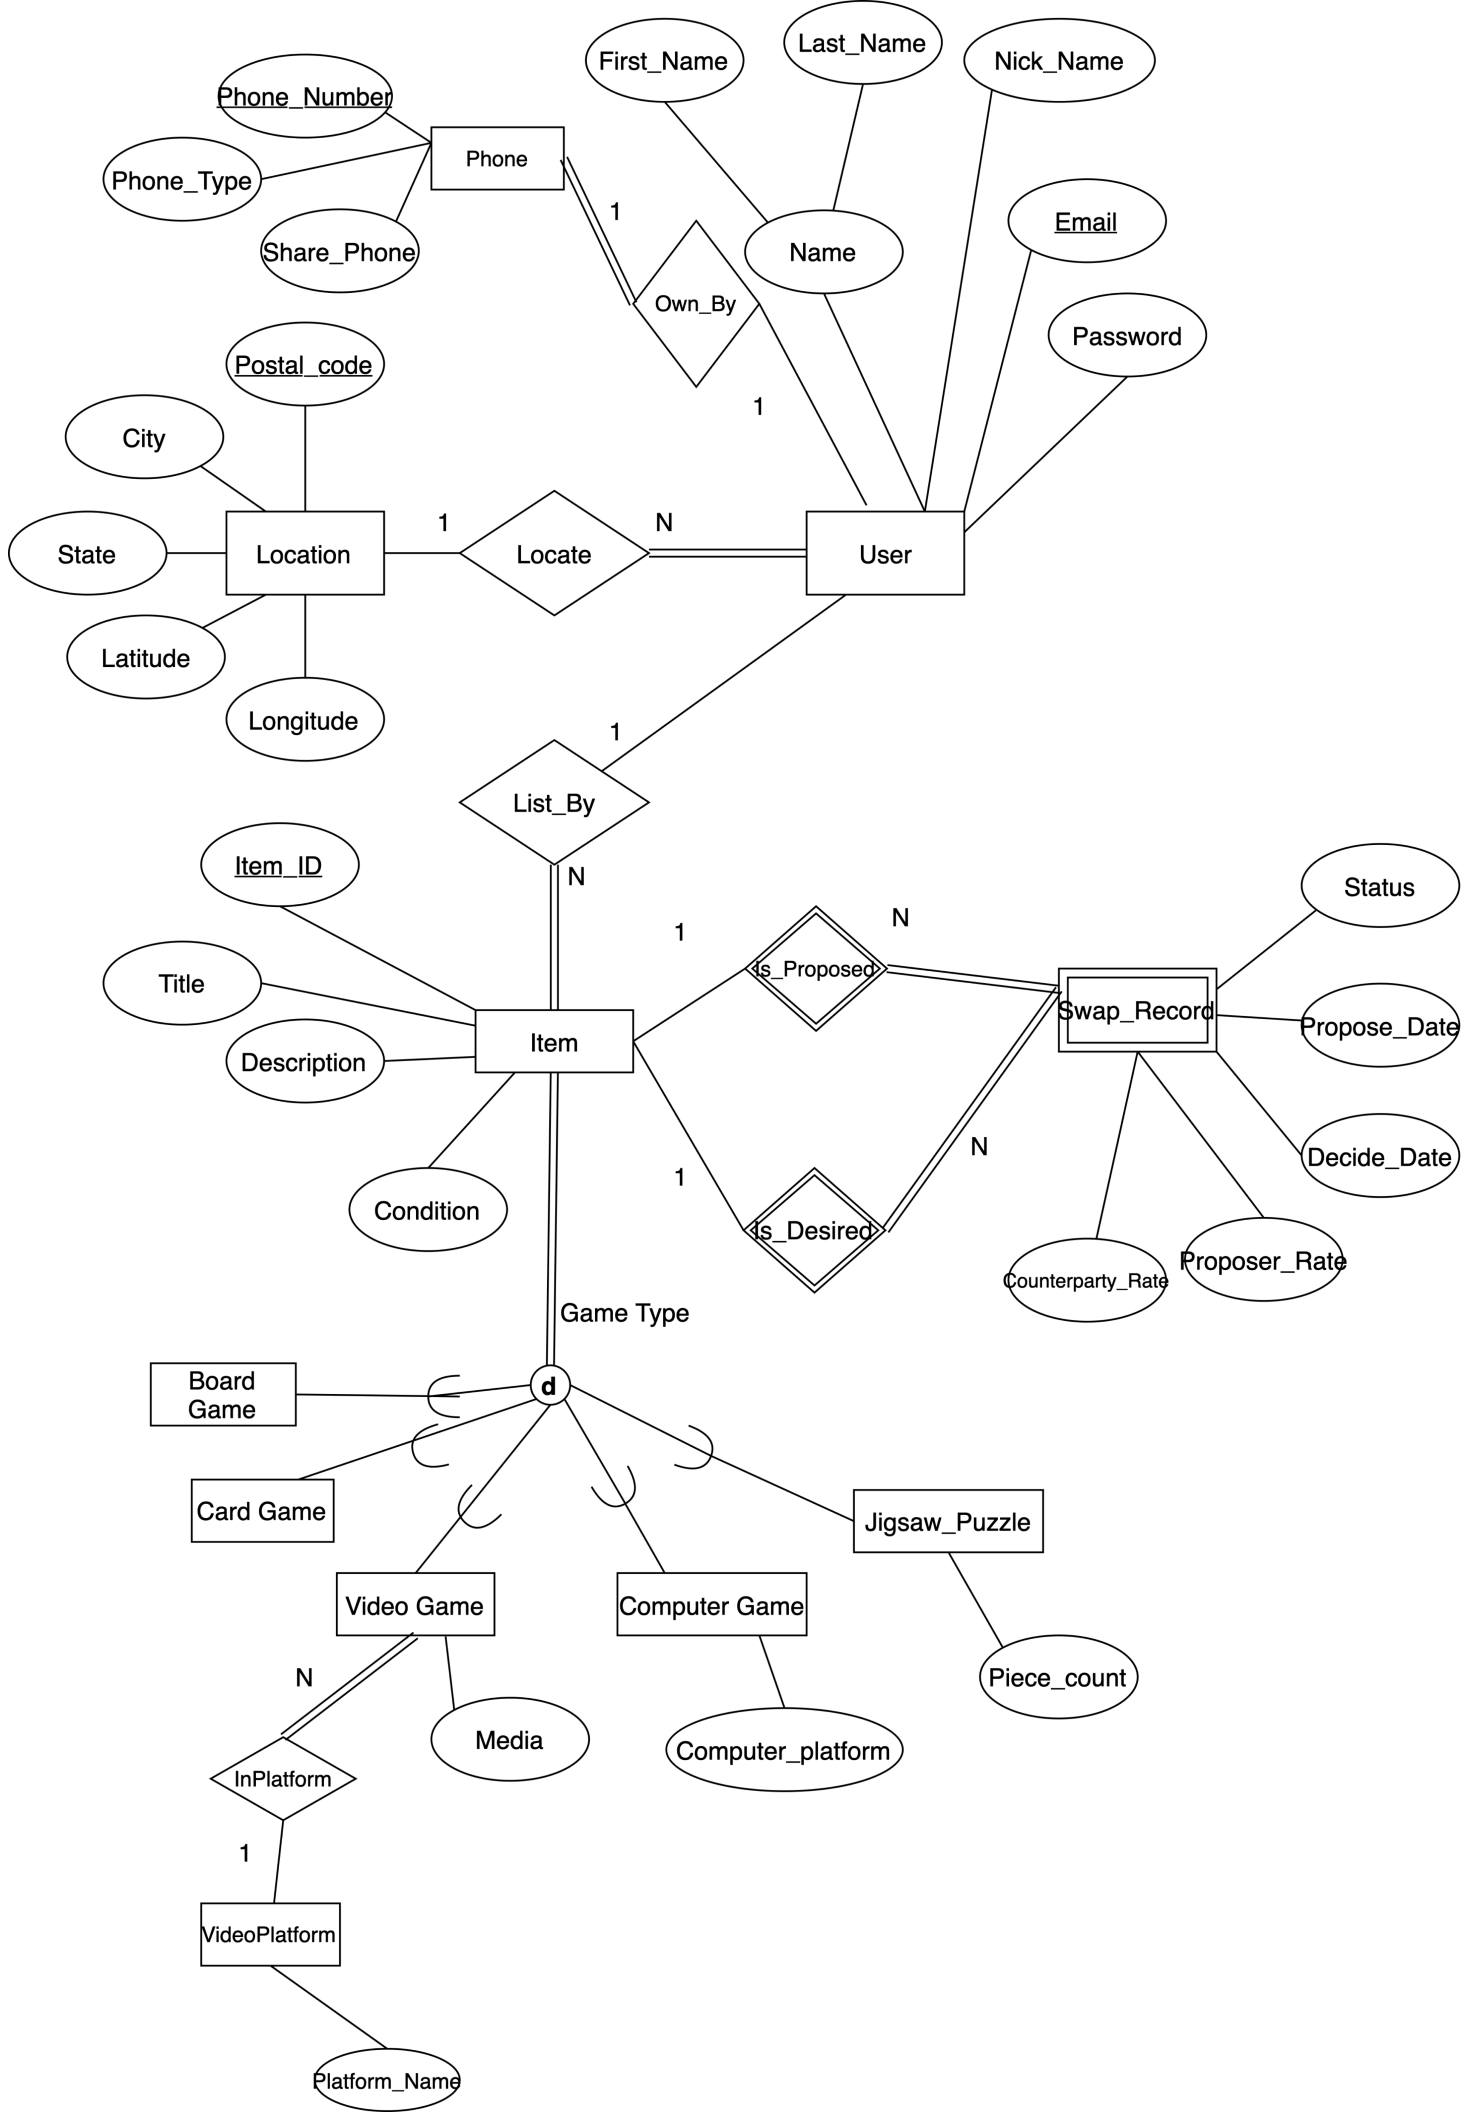 Last_Name
First_Name
Nick_Name
Phone_Number
Phone
Phone_Type
1
Email
Share_Phone
Name
Own_By
Password
Postal_code
1
City
1
N
State
Location
Locate
User
Latitude
Longitude
1
List_By
Item_ID
N
Status
1
N
Is_Proposed
Title
Swap_Record
Propose_Date
Item
Description
N
Decide_Date
1
Condition
Is_Desired
Proposer_Rate
Counterparty_Rate
Game Type
Board
Game
d
Card Game
Jigsaw_Puzzle
Video Game
Computer Game
N
Piece_count
Media
Computer_platform
InPlatform
1
VideoPlatform
Platform_Name